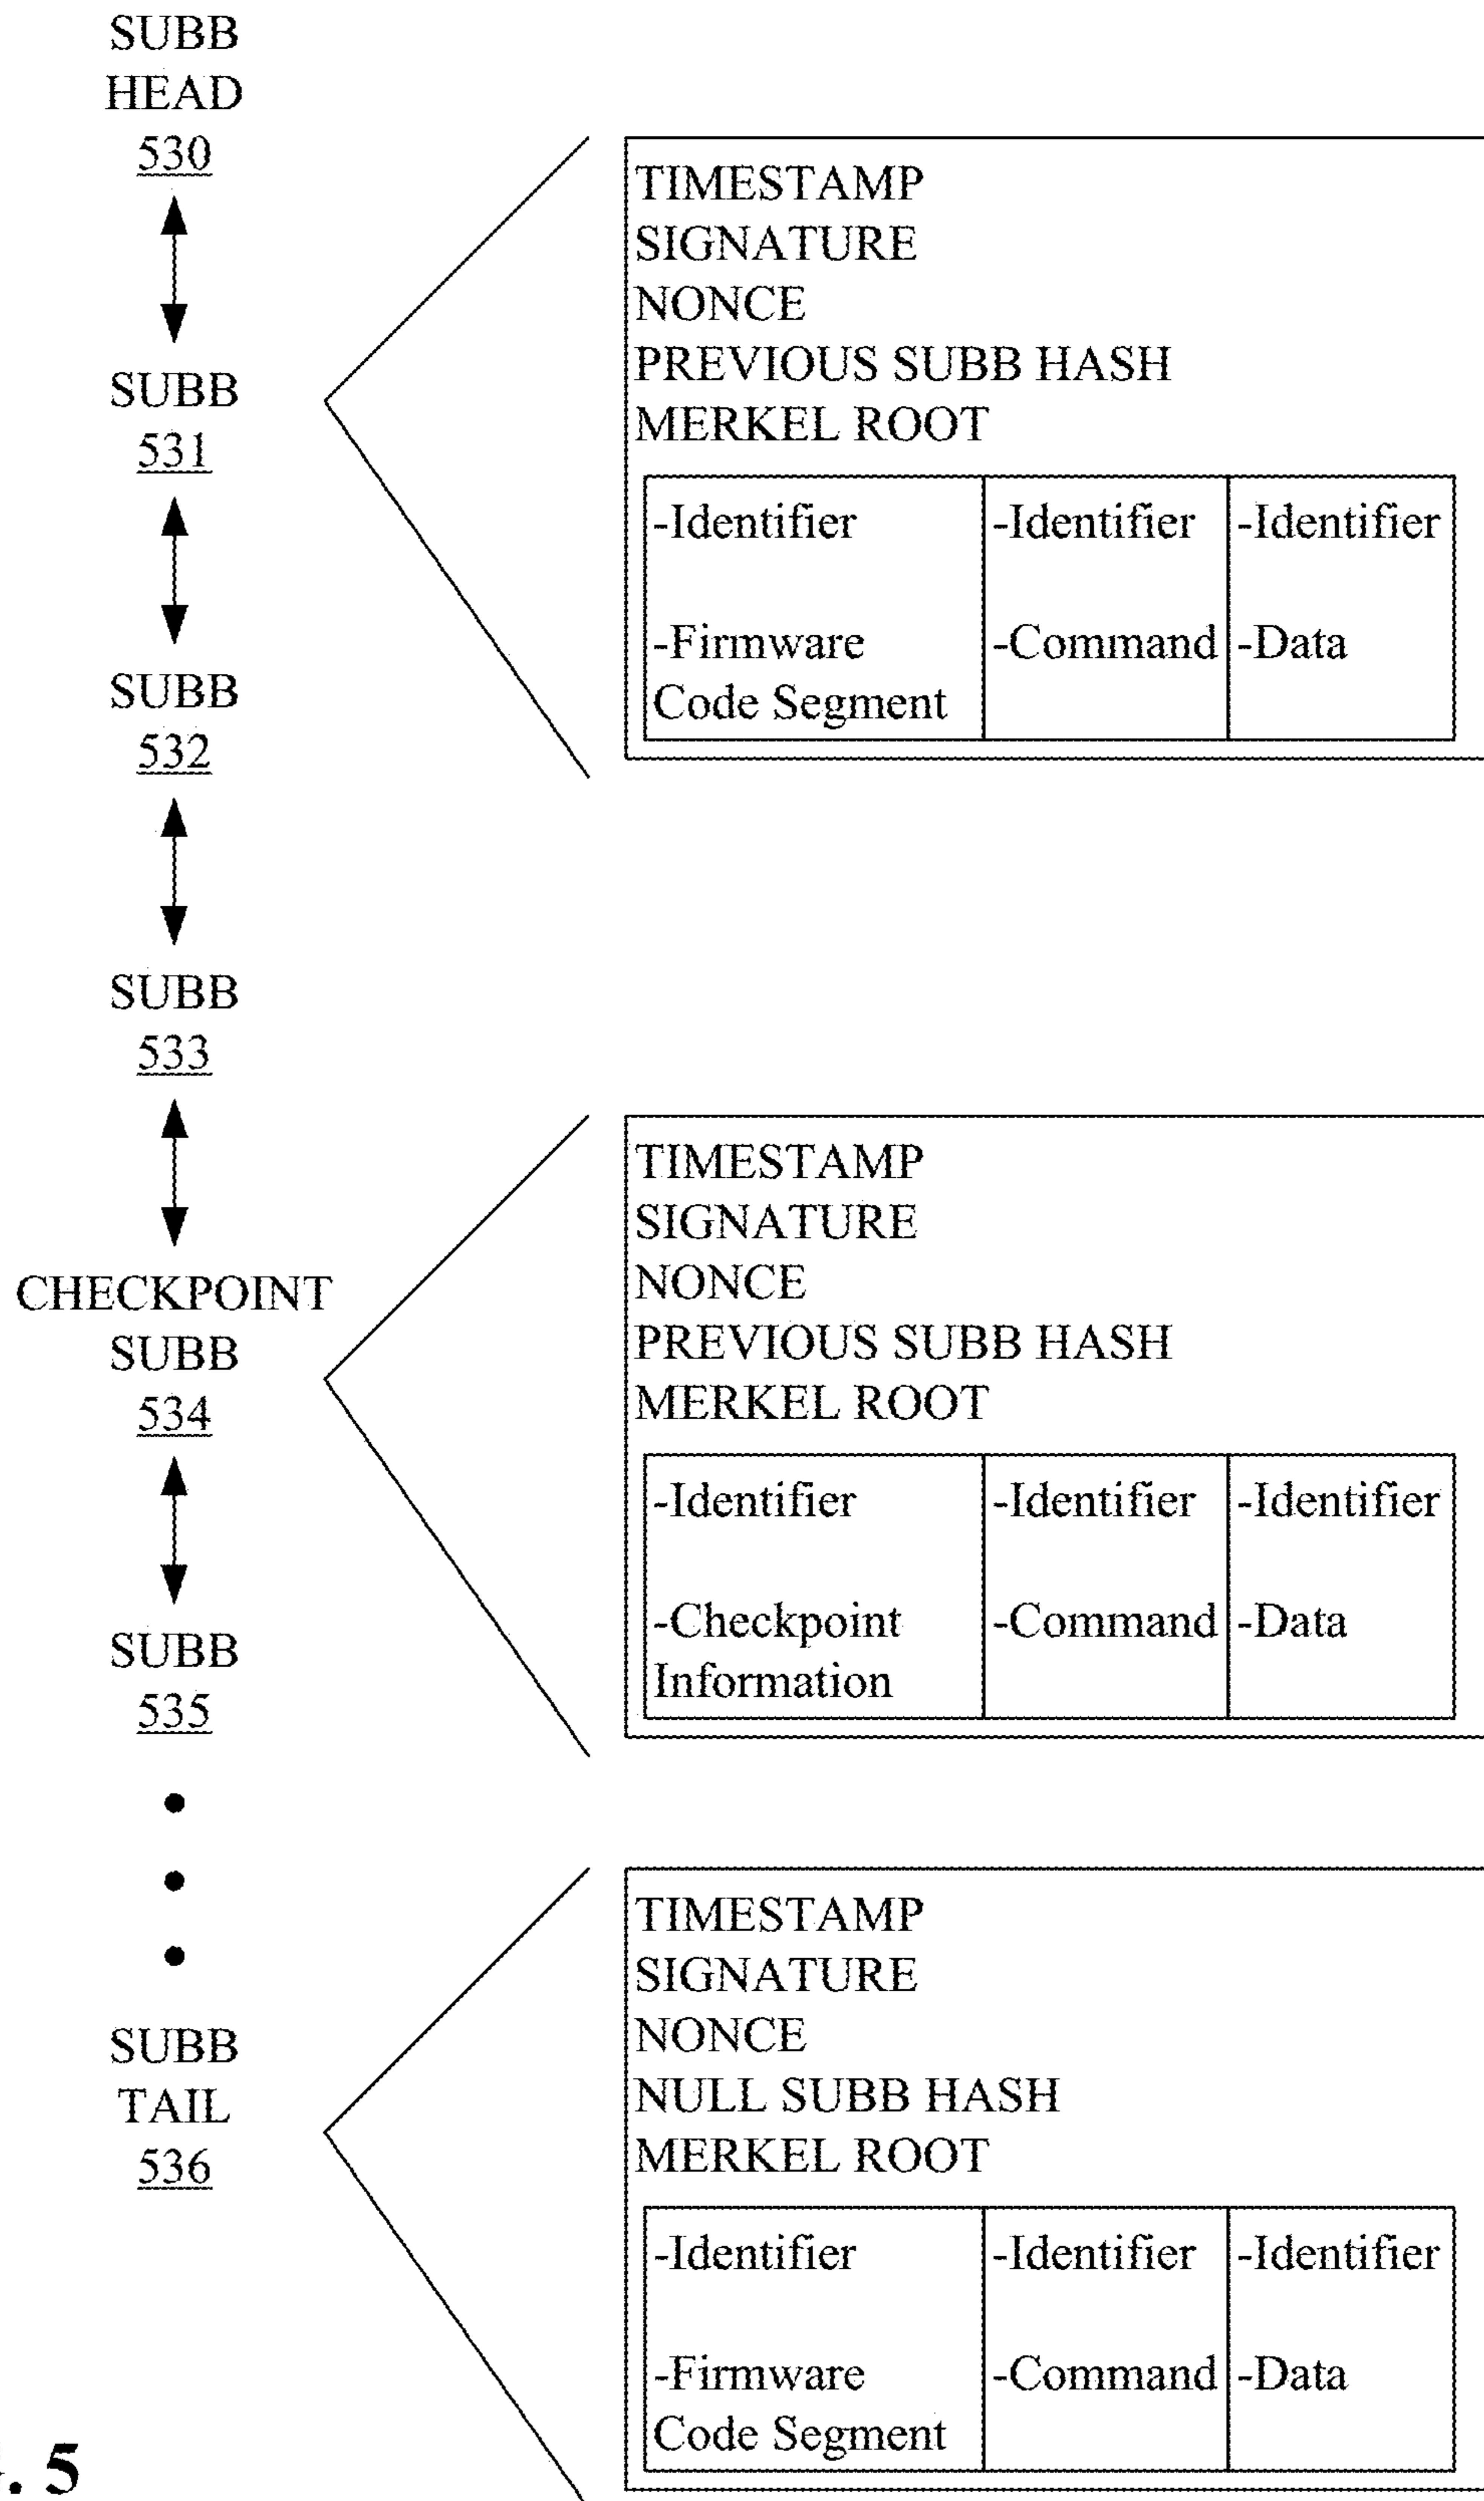 SUBB
HEAD
530
SUBB
531
SUBB
532
SUBB
533
CHECKPOINT
SUBB
534
SUBB
535
SUBB
TAIL
536
TIMESTAMP
SIGNATURE
NONCE
PREVIOUS SUBB HASH
MERKEL ROOT
-Identifier
-Firmware
Code Segment
-Identifier
-Command
-Identifier
-Data
TIMESTAMP
SIGNATURE
NONCE
PREVIOUS SUBB HASH
MERKEL ROOT
-Identifier
-Checkpoint
Information
-Identifier
-Command
-Identifier
-Data
TIMESTAMP
SIGNATURE
NONCE
NULL SUBB HASH
MERKEL ROOT
-Identifier
-Firmware
Code Segment
-Identifier
-Command
-Identifier
-Data
. 5